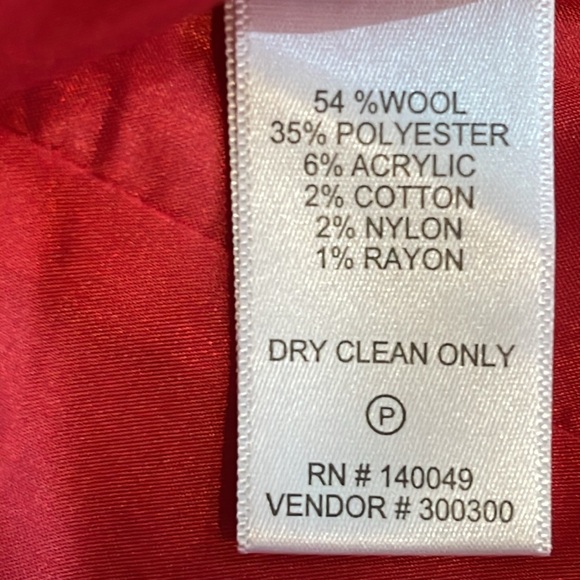 54 %WOOL
35% POLYESTER
6% ACRYLIC
2% COTTON
2% NYLON
1% RAYON
DRY CLEAN ONLY
P
RN # 140049
VENDOR # 300300